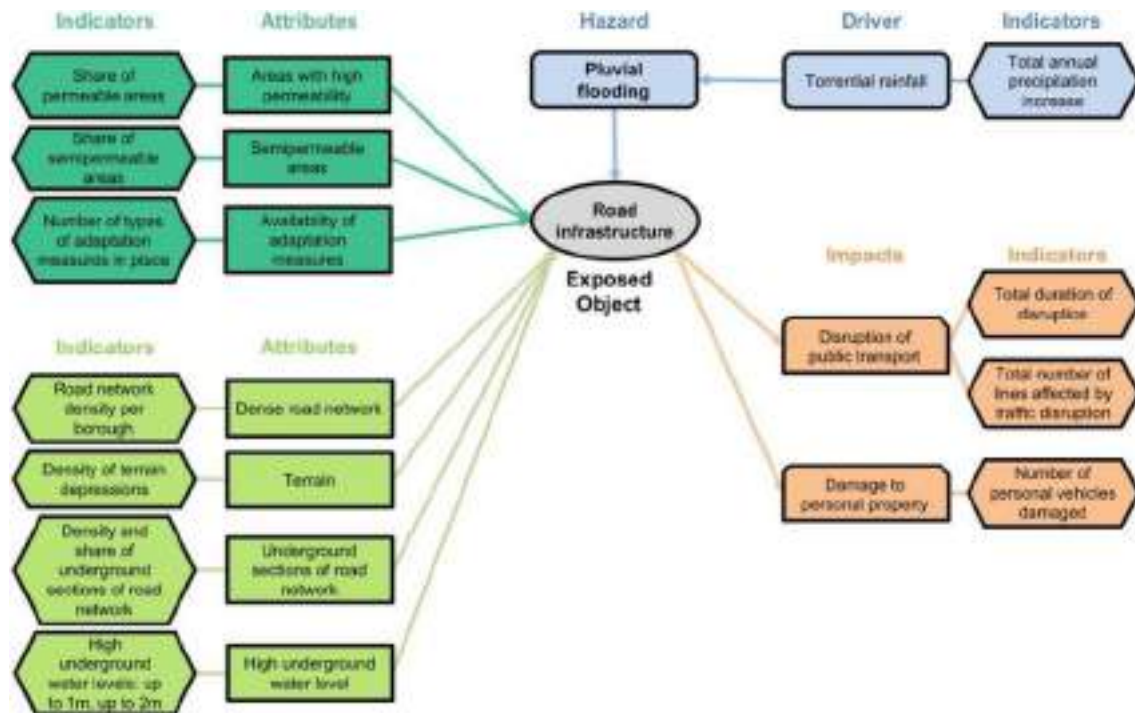 Indicators
Attributes
Hazard
Driver
Indicators
Share of
permeable areas
Areas with high
permeability
Pluvial
flooding
Torrential rainfall
Total annual
precipitation
increase
Share of
semipermeable
areas
Semipermeable
areas
Number of types
of adaptation
measures in place
Availability of
adaptation
measures
Road
infrastructure
Exposed
Object
Impacts
Indicators
Disruption of
public transport
Total duration of
disruption
Total number of
lines affected by
traffic disruption
Damage to
personal property
Number of
personal vehicles
damaged
Indicators
Attributes
Road network
density per
borough
Dense road network
Density of terrain
depressions
Terrain
Density and
share of
underground
sections of road
network
Underground
sections of road
network
High
underground
water levels: up
to 1m, up to 2m
High underground
water level